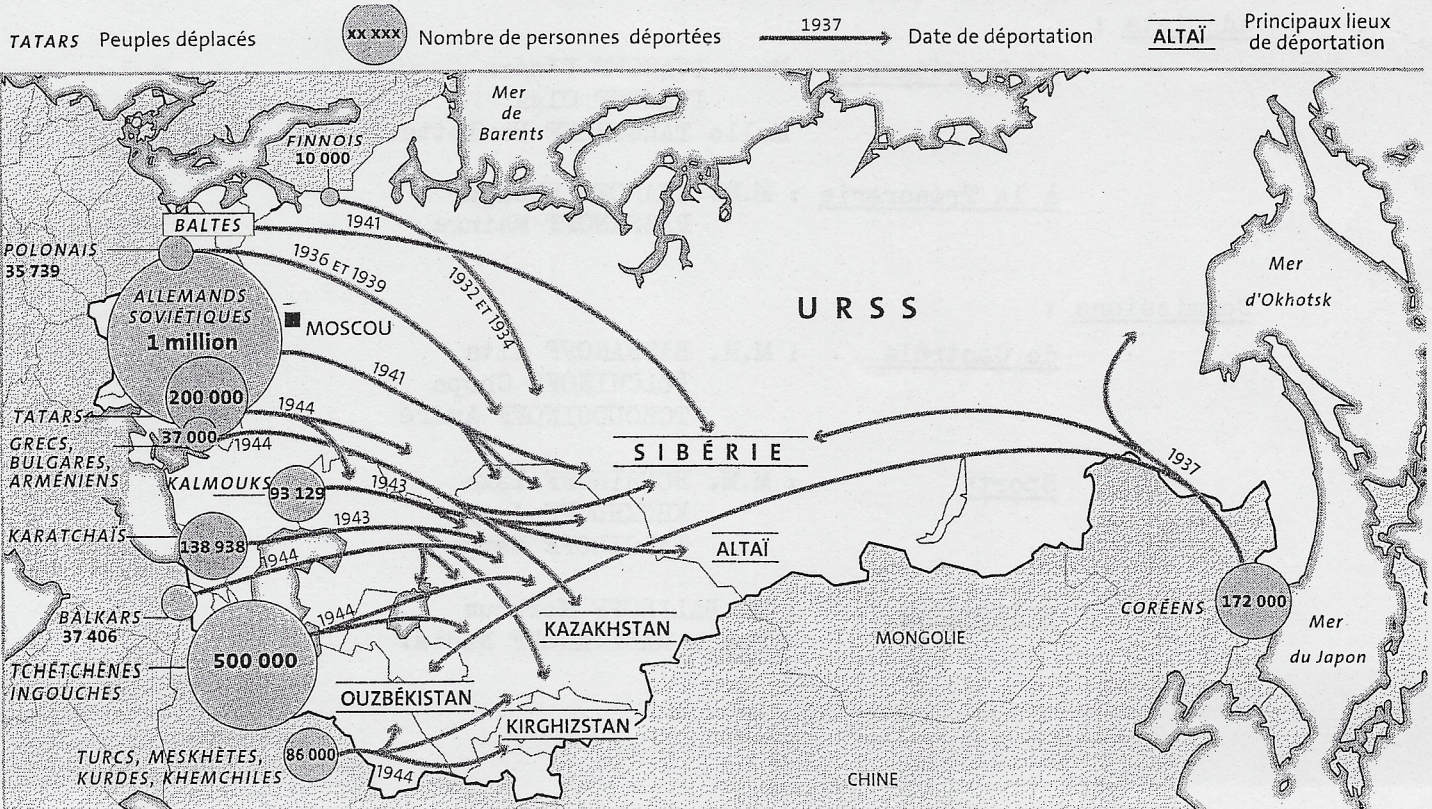 TATARS Peuples déplacés
XX XXX Nombre de personnes déportées
1937 Date de déportation
ALTAÏ
Principaux lieux
de déportation
Mer
de
Barents
FINNOIS
10 000
BALTES
1941
POLONAIS
35 739
1936 ET 1939
1932 ET 1934
ALLEMANDS
SOVIÉTIQUES
1 million
MOSCOU
URSS
Mer
d'Okhotsk
1941
200 000
TATARS
1944
37 000
1944
GRECS,
BULGARES,
ARMÉNIENS
SIBÉRIE
1937
KALMOUKS
93 129
1943
KARATCHAÏS
138 938
1943
1944
ALTAÏ
BALKARS
37 406
1944
KAZAKHSTAN
CORÉENS
172 000
MONGOLIE
Mer
du Japon
TCHÉTCHÈNES
INGOUCHES
500 000
OUZBÉKISTAN
KIRGHIZSTAN
TURCS, MESKHÈTES,
KURDES, KHEMCHILES
86 000
1944
CHINE